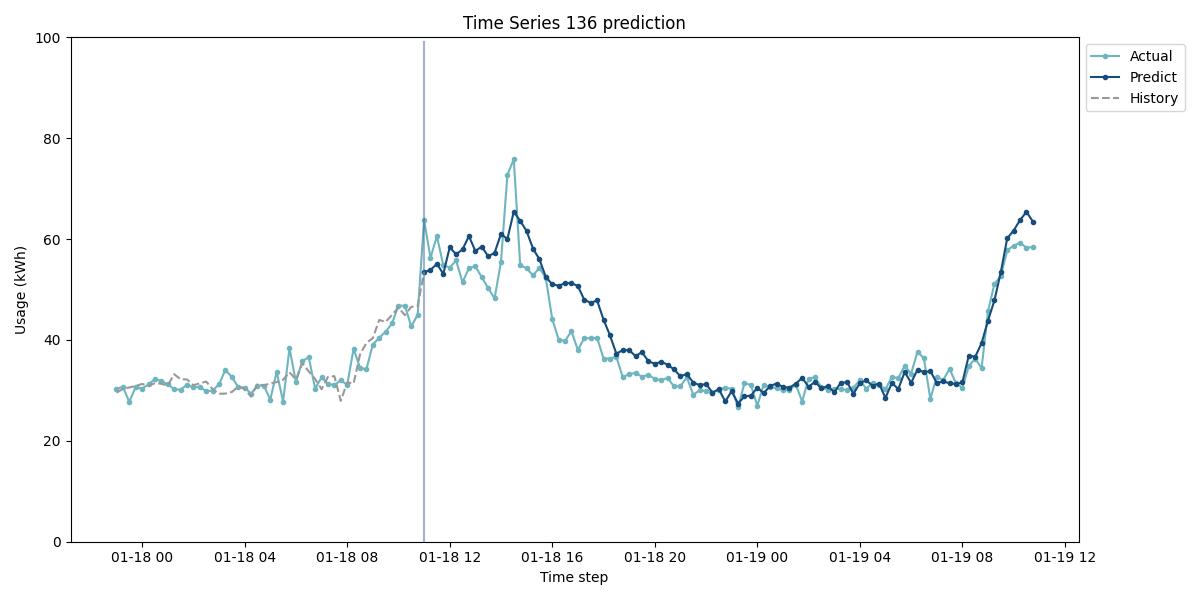 Time Series 136 prediction
100
80
60
40
20
0
Usage (kWh)
01-18 00
01-18 04
01-18 08
01-18 12
01-18 16
01-18 20
01-19 00
01-19 04
01-19 08
01-19 12
Time step
Actual
Predict
History